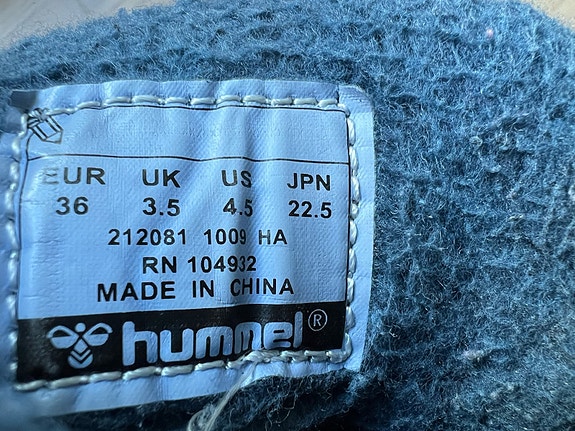 EUR UK US JPN
36 3.5 4.5 22.5
212081 1009 HA
RN 104932
MADE IN CHINA
hummel®